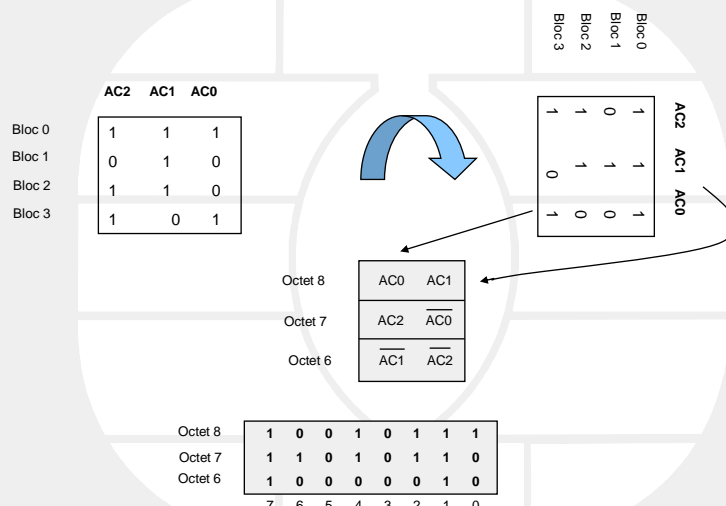 AC2 AC1 AC0
Bloc 0 1 1 1
Bloc 1 0 1 0
Bloc 2 1 1 0
Bloc 3 1 0 1
Bloc 3 Bloc 2 Bloc 1 Bloc 0
1 1 0 1 AC2
0 1 1 1 AC1
1 0 0 1 AC0
Octet 8 AC0 AC1
Octet 7 AC2 A̅C̅0̅
Octet 6 A̅C̅1̅ A̅C̅2̅
Octet 8 1 0 0 1 0 1 1 1
Octet 7 1 1 0 1 0 1 1 0
Octet 6 1 0 0 0 0 0 1 0
7 6 5 4 3 2 1 0